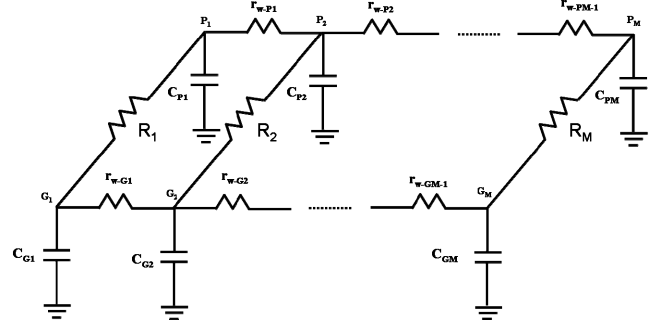 P1 rw-P1 P2 rw-P2 rw-PM-1 PM
CP1 CP2 CPM
R1 R2 RM
G1 rw-G1 G2 rw-G2 rw-GM-1 GM
CG1 CG2 CGM